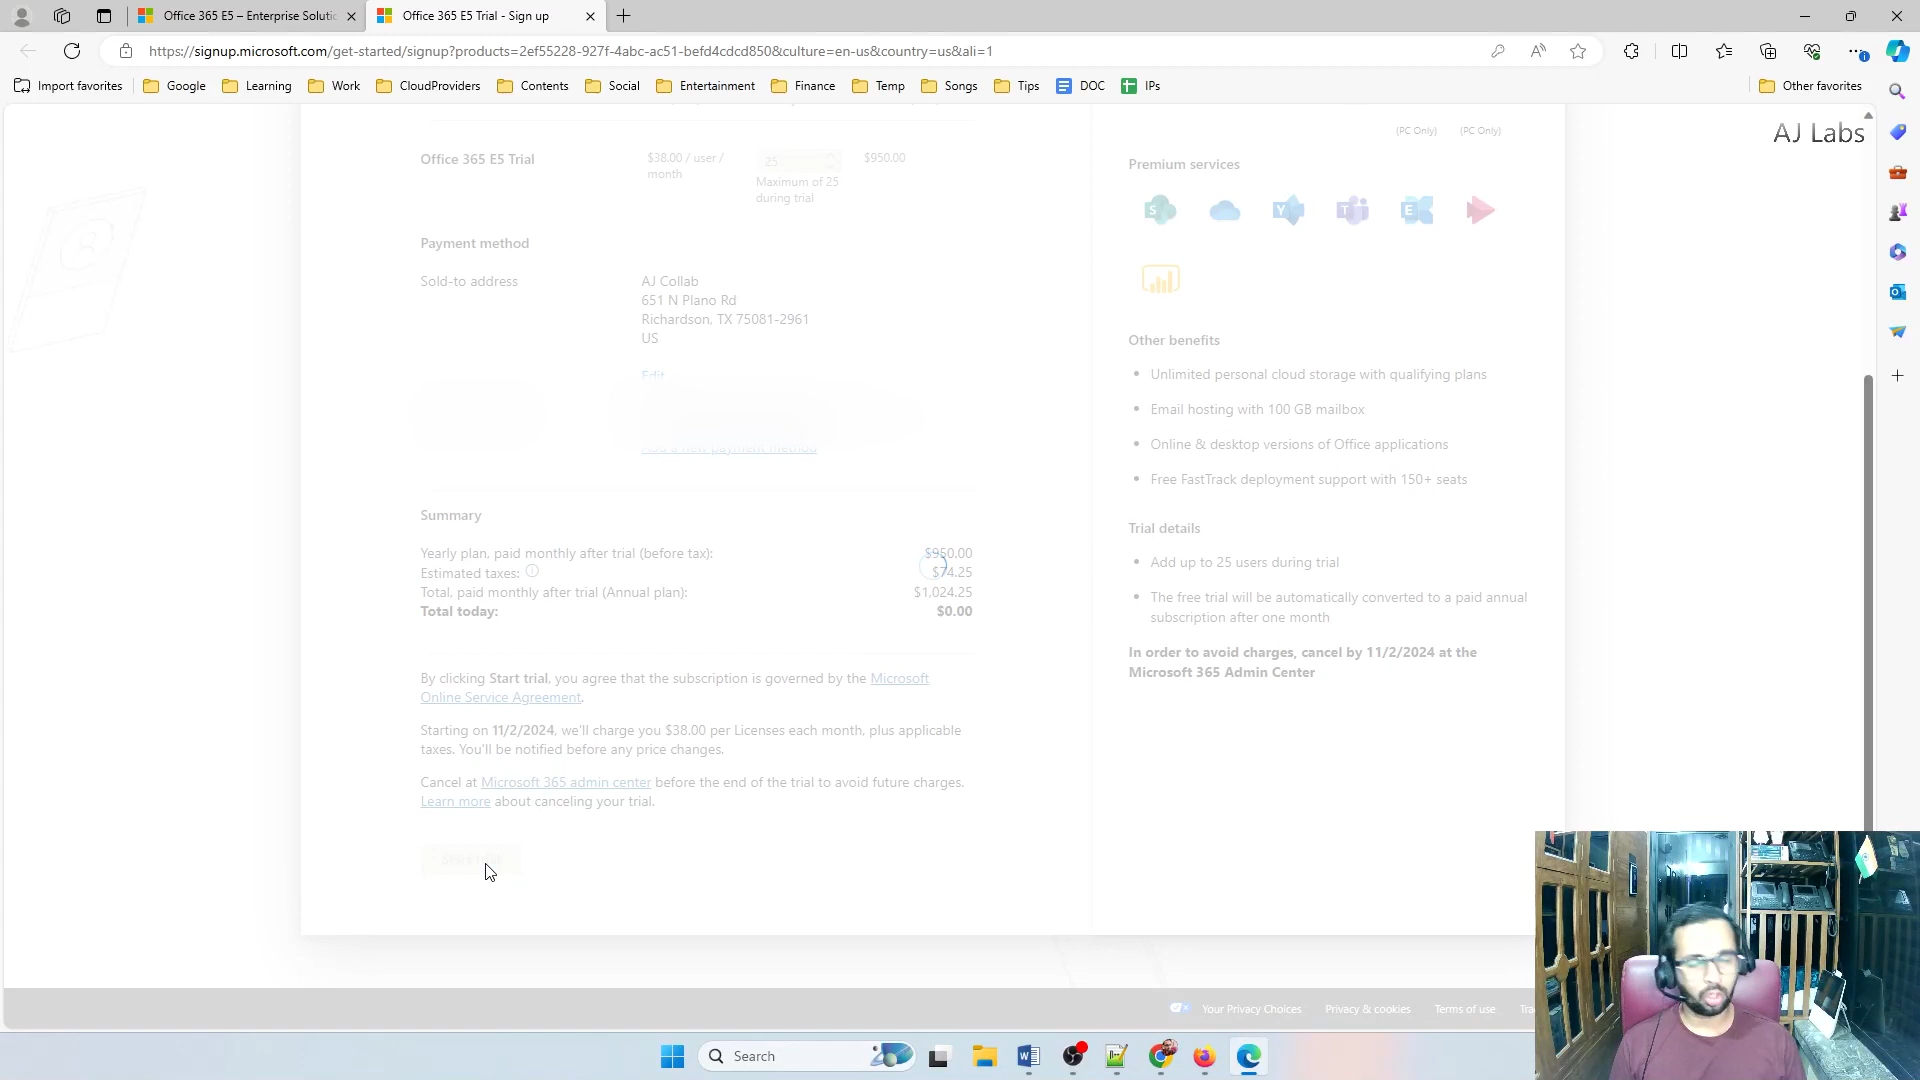 Office 365 E5 – Enterprise Solutic
Office 365 E5 Trial - Sign up
https://signup.microsoft.com/get-started/signup?products=2ef55228-927f-4abc-ac51-befd4cdcd850&culture=en-us&country=us&ali=1
Import favorites
Google
Learning
Work
CloudProviders
Contents
Social
Entertainment
Finance
Temp
Songs
Tips
DOC
IPs
Other favorites
AJ Labs
(PC Only)
(PC Only)
Office 365 E5 Trial
$38.00 / user /
month
25
$950.00
Maximum of 25
during trial
Payment method
Sold-to address
AJ Collab
651 N Plano Rd
Richardson, TX 75081-2961
US
Edit
Add a new payment method
Summary
Yearly plan, paid monthly after trial (before tax):
$950.00
Estimated taxes:
$74.25
Total, paid monthly after trial (Annual plan):
$1,024.25
Total today:
$0.00
By clicking Start trial, you agree that the subscription is governed by the Microsoft
Online Service Agreement.
Starting on 11/2/2024, we'll charge you $38.00 per Licenses each month, plus applicable
taxes. You'll be notified before any price changes.
Cancel at Microsoft 365 admin center before the end of the trial to avoid future charges.
Learn more about canceling your trial.
Premium services
Other benefits
• Unlimited personal cloud storage with qualifying plans
• Email hosting with 100 GB mailbox
• Online & desktop versions of Office applications
• Free FastTrack deployment support with 150+ seats
Trial details
• Add up to 25 users during trial
• The free trial will be automatically converted to a paid annual
subscription after one month
In order to avoid charges, cancel by 11/2/2024 at the
Microsoft 365 Admin Center
Your Privacy Choices
Privacy & cookies
Terms of use
Tra
Search